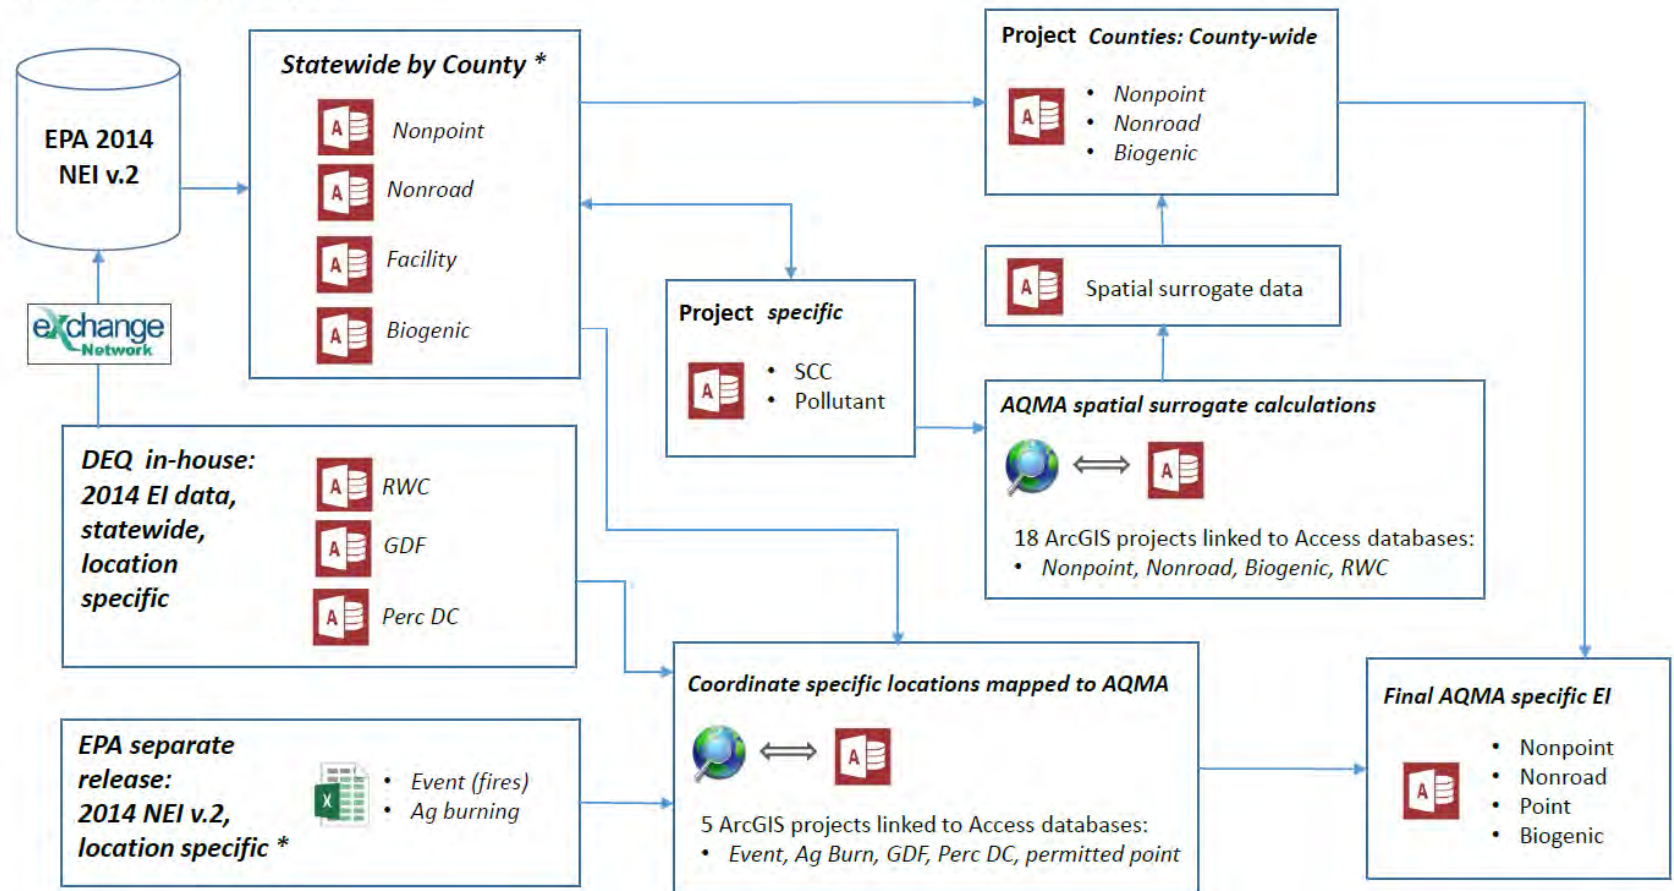 EPA 2014
NEI v.2
eXchange
Network
Statewide by County *
A
Nonpoint
A
Nonroad
A
Facility
A
Biogenic
Project Counties: County-wide
A
• Nonpoint
• Nonroad
• Biogenic
A
Spatial surrogate data
Project specific
A
• SCC
• Pollutant
AQMA spatial surrogate calculations
A
18 ArcGIS projects linked to Access databases:
• Nonpoint, Nonroad, Biogenic, RWC
DEQ in-house:
2014 EI data,
statewide,
location
specific
A
RWC
A
GDF
A
Perc DC
EPA separate
release:
2014 NEI v.2,
location specific *
X
• Event (fires)
• Ag burning
Coordinate specific locations mapped to AQMA
A
5 ArcGIS projects linked to Access databases:
• Event, Ag Burn, GDF, Perc DC, permitted point
Final AQMA specific EI
A
• Nonpoint
• Nonroad
• Point
• Biogenic